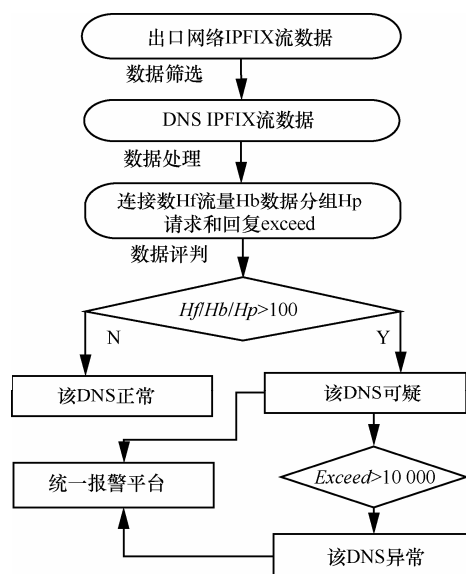 出口网络IPFIX流数据
数据筛选
DNS IPFIX流数据
数据处理
连接数Hf流量Hb数据分组Hp
请求和回复exceed
数据评判
Hf/Hb/Hp>100
N
Y
该DNS正常
该DNS可疑
统一报警平台
Exceed>10 000
该DNS异常